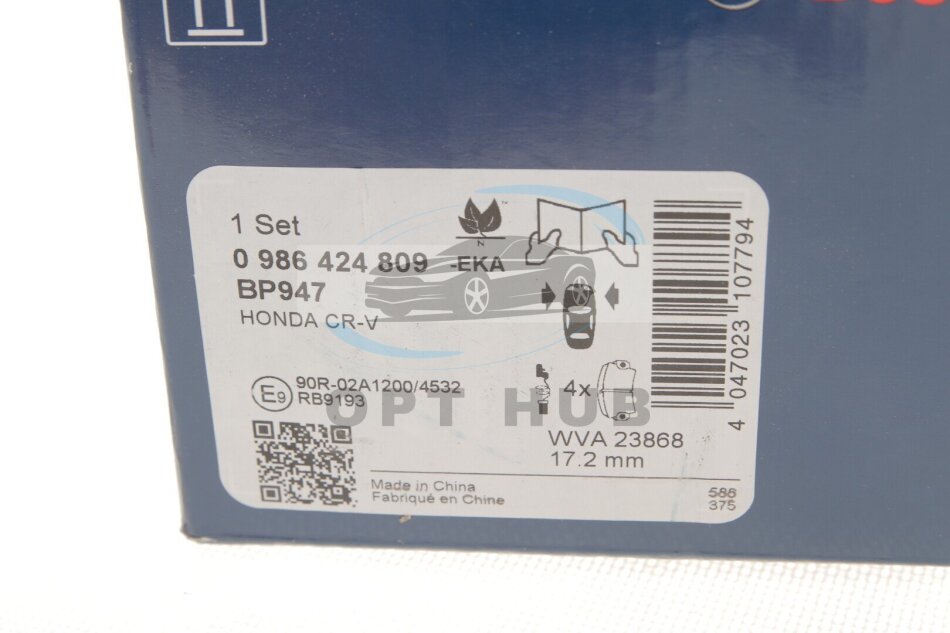 1 Set
0 986 424 809 -EKA
BP947
HONDA CR-V
E9
90R-02A1200/4532
RB9193
4x
WVA 23868
17.2 mm
Made in China
Fabriqué en Chine
586
375
4 047023 107794
OPT HUB